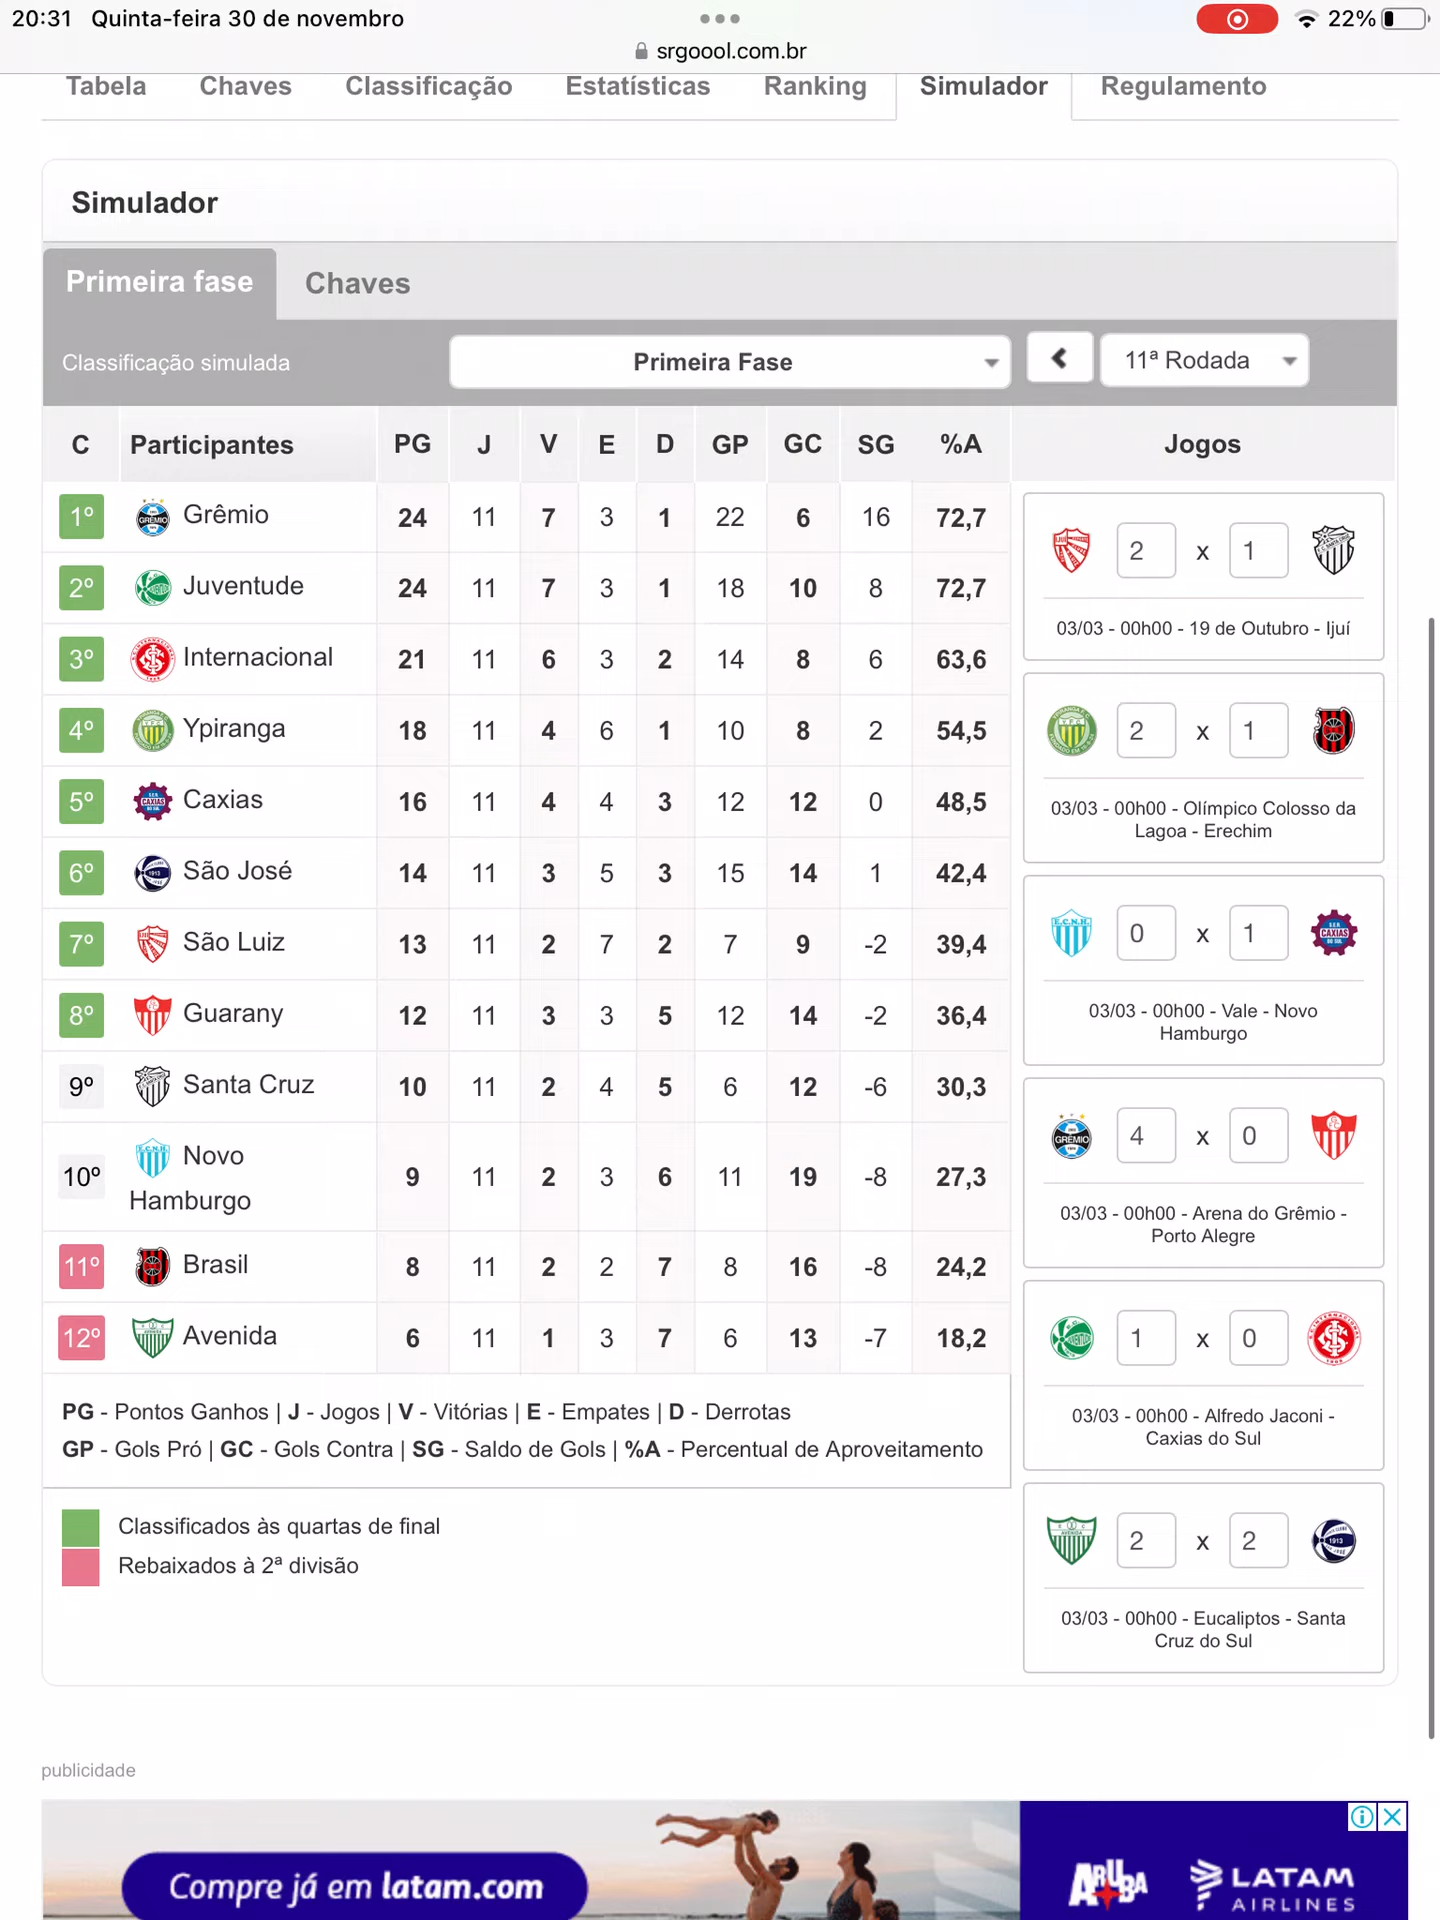 20:31 Quinta-feira 30 de novembro
22%
srgoool.com.br
Tabela Chaves Classificação Estatísticas Ranking Simulador Regulamento
Simulador
Primeira fase Chaves
Classificação simulada Primeira Fase 11ª Rodada
C Participantes PG J V E D GP GC SG %A Jogos
1º Grêmio 24 11 7 3 1 22 6 16 72,7
2º Juventude 24 11 7 3 1 18 10 8 72,7
3º Internacional 21 11 6 3 2 14 8 6 63,6
4º Ypiranga 18 11 4 6 1 10 8 2 54,5
5º Caxias 16 11 4 4 3 12 12 0 48,5
6º São José 14 11 3 5 3 15 14 1 42,4
7º São Luiz 13 11 2 7 2 7 9 -2 39,4
8º Guarany 12 11 3 3 5 12 14 -2 36,4
9º Santa Cruz 10 11 2 4 5 6 12 -6 30,3
10º Novo Hamburgo 9 11 2 3 6 11 19 -8 27,3
11º Brasil 8 11 2 2 7 8 16 -8 24,2
12º Avenida 6 11 1 3 7 6 13 -7 18,2
PG - Pontos Ganhos | J - Jogos | V - Vitórias | E - Empates | D - Derrotas
GP - Gols Pró | GC - Gols Contra | SG - Saldo de Gols | %A - Percentual de Aproveitamento
Classificados às quartas de final
Rebaixados à 2ª divisão
2 x 1
03/03 - 00h00 - 19 de Outubro - Ijuí
2 x 1
03/03 - 00h00 - Olímpico Colosso da
Lagoa - Erechim
0 x 1
03/03 - 00h00 - Vale - Novo
Hamburgo
4 x 0
03/03 - 00h00 - Arena do Grêmio -
Porto Alegre
1 x 0
03/03 - 00h00 - Alfredo Jaconi -
Caxias do Sul
2 x 2
03/03 - 00h00 - Eucaliptos - Santa
Cruz do Sul
publicidade
Compre já em latam.com
ARUBA
LATAM
AIRLINES